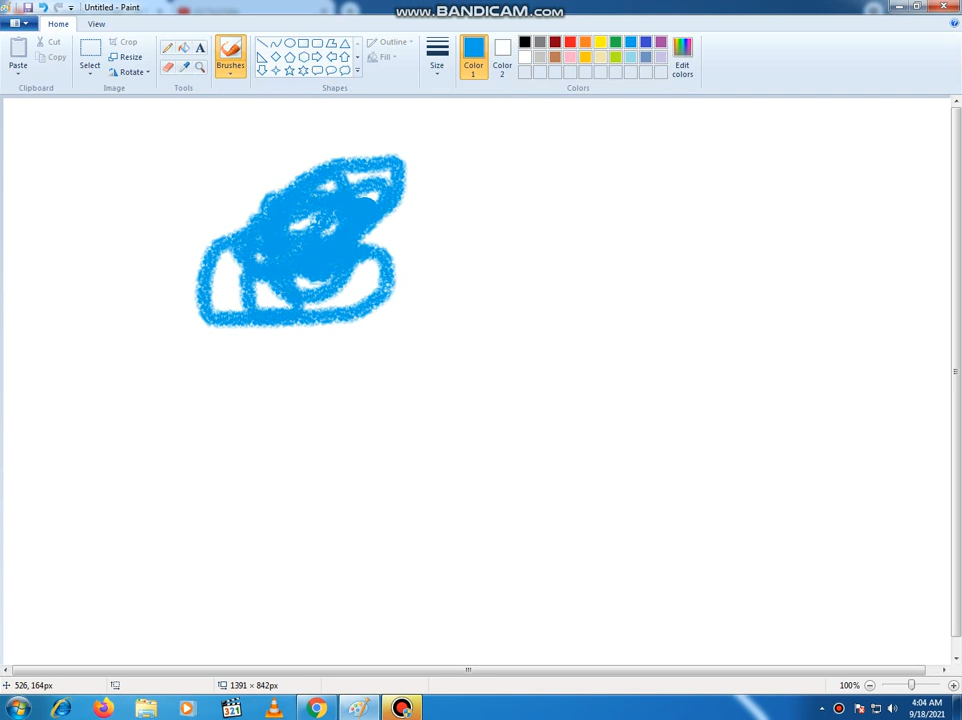 Untitled - Paint
www.BANDICAM.com
Home
View
Paste
Cut
Copy
Clipboard
Select
Crop
Resize
Rotate
Image
A
Tools
Brushes
Outline
Fill
Shapes
Size
Color
1
Color
2
Edit
colors
Colors
526, 164px
1391 × 842px
100%
321
4:04 AM
9/18/2021